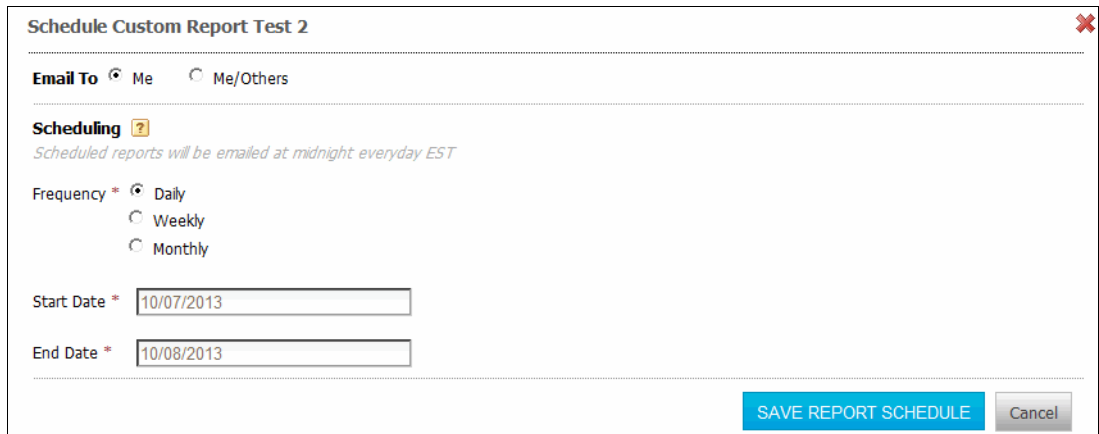 Schedule Custom Report Test 2
Email To Me Me/Others
Scheduling ?
Scheduled reports will be emailed at midnight everyday EST
Frequency * Daily
Weekly
Monthly
Start Date * 10/07/2013
End Date * 10/08/2013
SAVE REPORT SCHEDULE Cancel